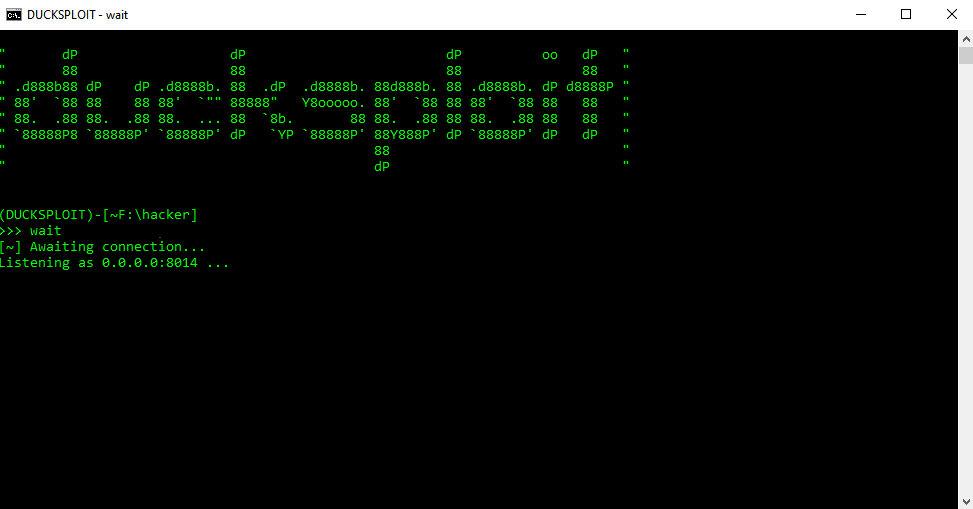 DUCKSPLOIT - wait
"       dP                   dP                         dP          oo   dP   "
"       88                   88                         88               88   "
" .d888b88 dP    dP .d8888b. 88  .dP  .d8888b. 88d888b. 88 .d8888b. dP d8888P "
" 88'  `88 88    88 88'  `"" 88888"   Y8ooooo. 88'  `88 88 88'  `88 88   88   "
" 88.  .88 88.  .88 88.  ... 88  `8b.       88 88.  .88 88 88.  .88 88   88   "
" `88888P8 `88888P' `88888P' dP   `YP `88888P' 88Y888P' dP `88888P' dP   dP   "
"                                              88                             "
"                                              dP                             "
(DUCKSPLOIT)-[~F:\hacker]
>>> wait
[~] Awaiting connection...
Listening as 0.0.0.0:8014 ...